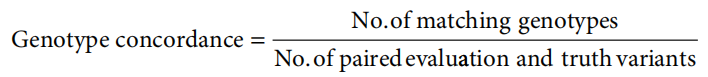 Genotype concordance = No. of matching genotypes
No. of paired evaluation and truth variants